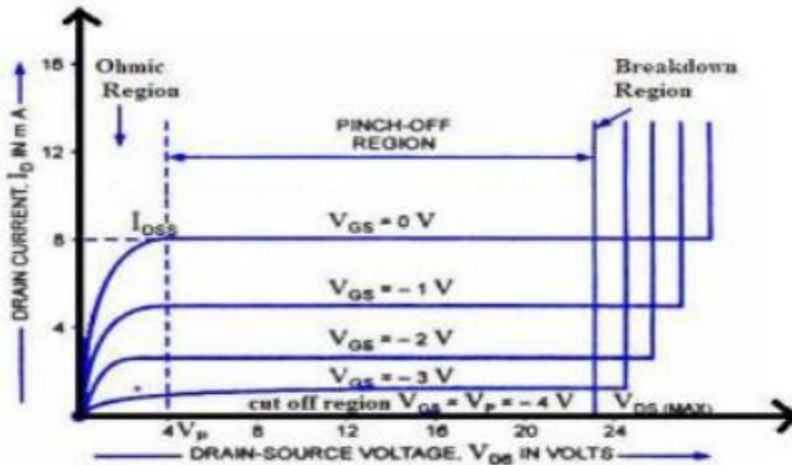 16
Ohmic
Region
Breakdown
Region
PINCH-OFF
REGION
12
DRAIN CURRENT, I_D IN m A
I_DSS
V_GS = 0 V
8
V_GS = - 1 V
4
V_GS = - 2 V
V_GS = - 3 V
cut off region V_GS = V_P = - 4 V
V_DS (MAX)
4 V_P
8
12
16
20
24
DRAIN-SOURCE VOLTAGE, V_DS IN VOLTS